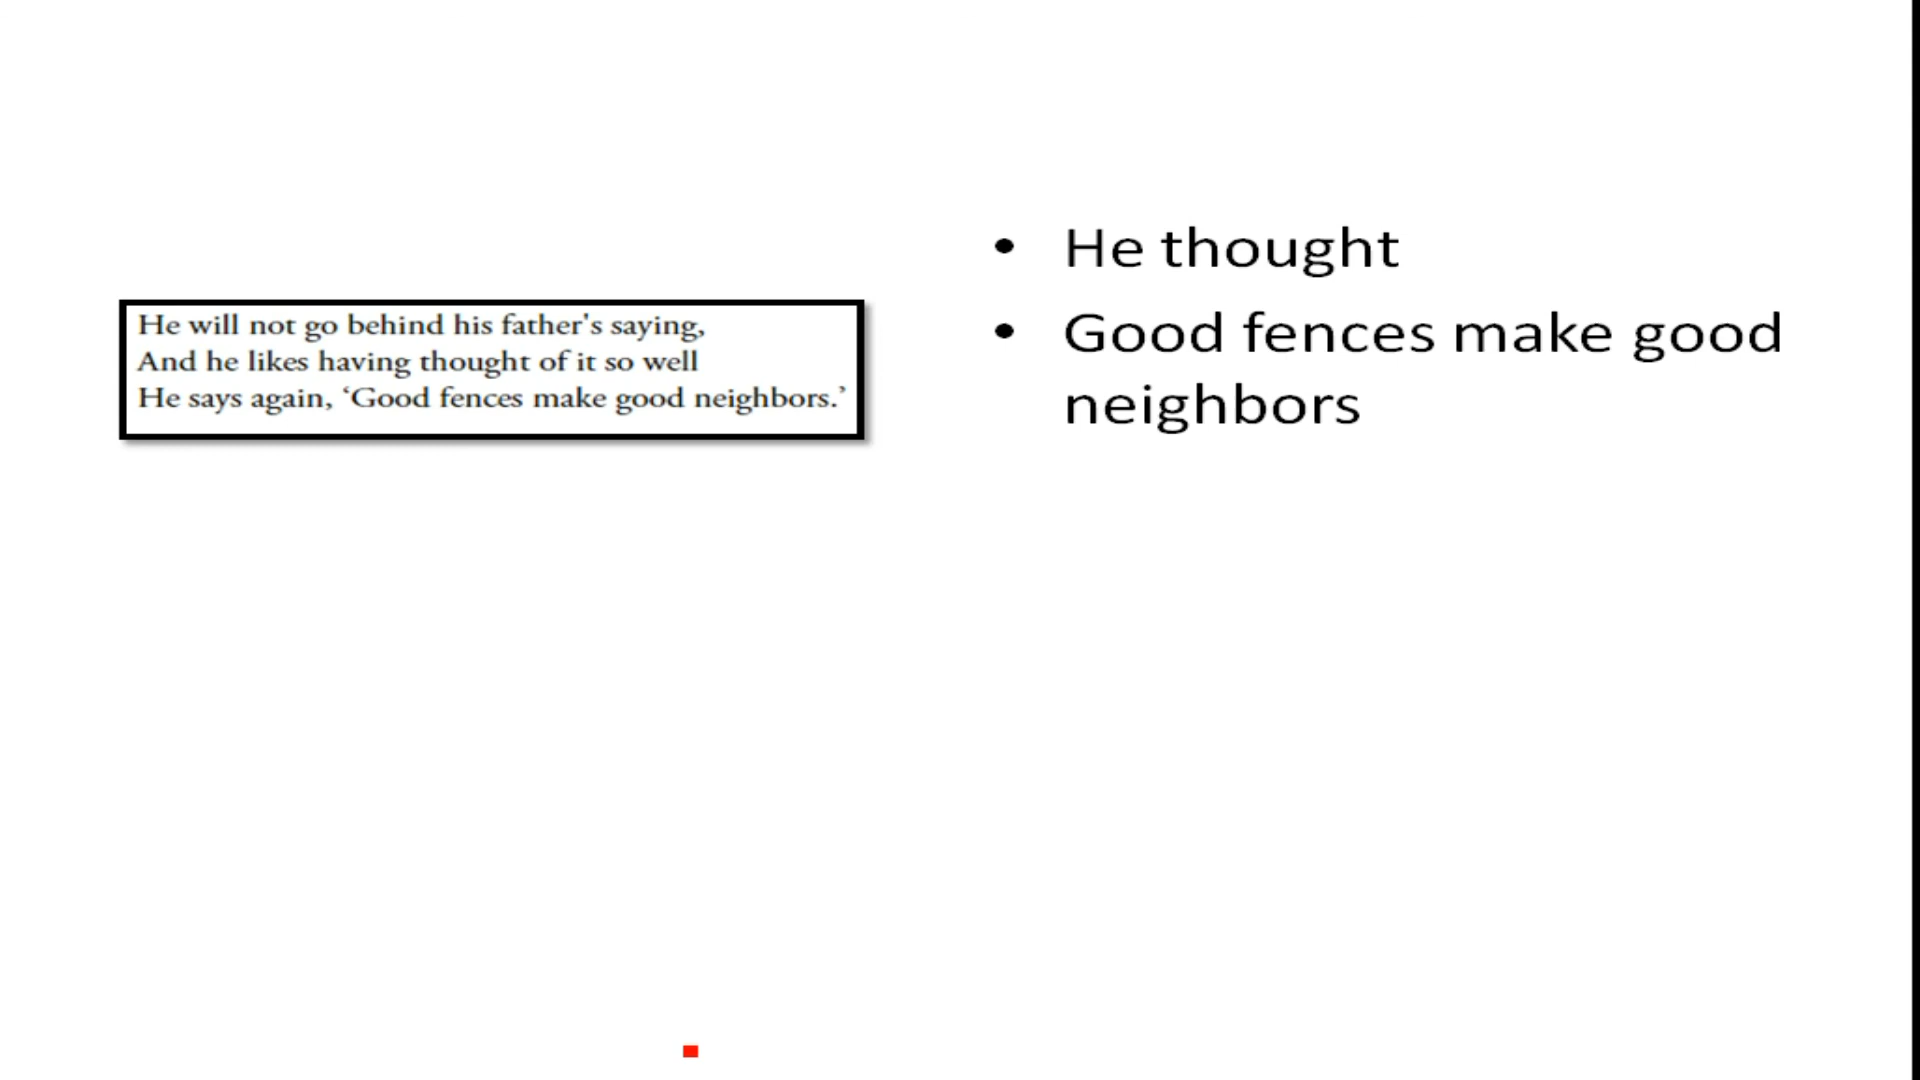 He will not go behind his father's saying,
And he likes having thought of it so well
He says again, ‘Good fences make good neighbors.’
• He thought
• Good fences make good
neighbors